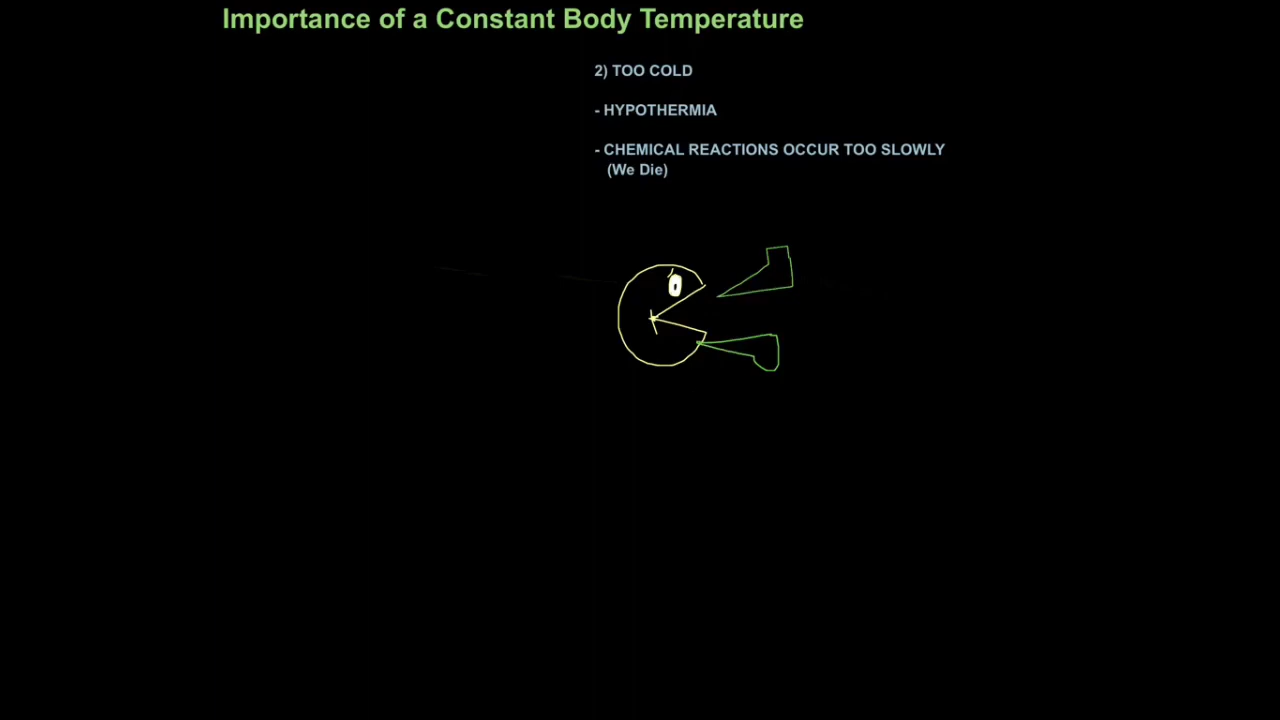 Importance of a Constant Body Temperature
2) TOO COLD
- HYPOTHERMIA
- CHEMICAL REACTIONS OCCUR TOO SLOWLY
(We Die)